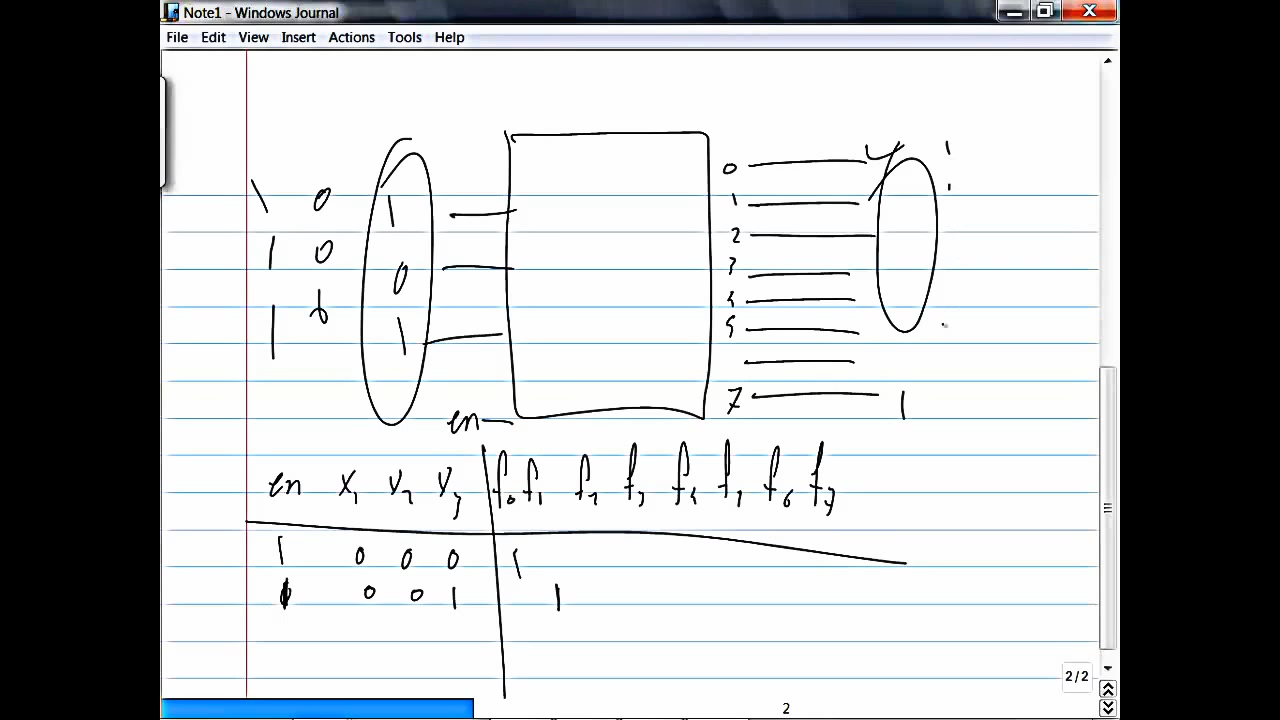 Note1 - Windows Journal
File Edit View Insert Actions Tools Help
0
1 0 1 1
1 0 0 2
3
1 1 4
5
7 1
en
en X1 X2 X3 f0 f1 f2 f3 f4 f5 f6 f7
1 0 0 0 1
1 0 0 1 1
2/2
2